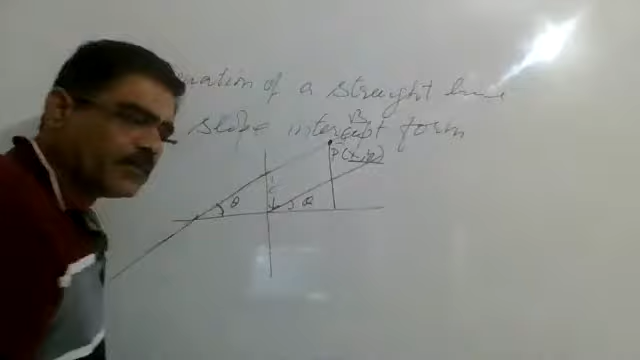 uation of a straight line
slope intercept form
P(x,y)
c
θ
θ